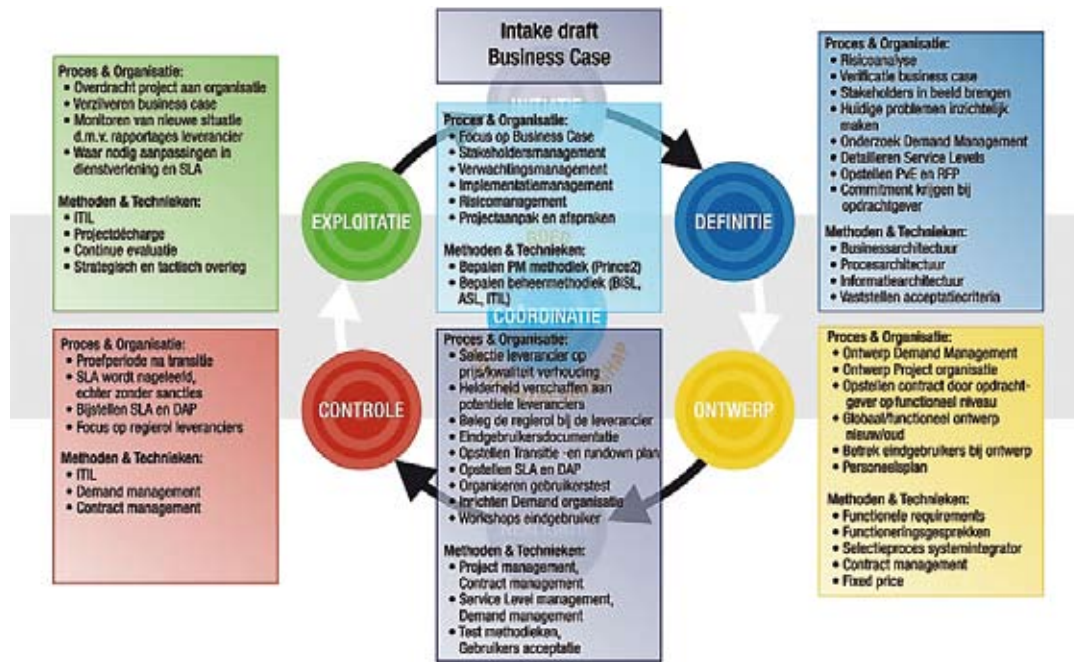 Intake draft
Business Case
Proces & Organisatie:
• Overdracht project aan organisatie
• Verzilveren business case
• Monitoren van nieuwe situatie
d.m.v. rapportages leverancier
• Waar nodig aanpassingen in
dienstverlening en SLA
Methoden & Technieken:
• ITIL
• Projectdécharge
• Continue evaluatie
• Strategisch en tactisch overleg
EXPLOITATIE
Proces & Organisatie:
• Focus op Business Case
• Stakeholdersmanagement
• Verwachtingsmanagement
• Implementatiemanagement
• Risicomanagement
• Projectaanpak en afspraken
Methoden & Technieken:
• Bepalen PM methodiek (Prince2)
• Bepalen beheermethodiek (BiSL,
ASL, ITIL)
DEFINITIE
Proces & Organisatie:
• Risicoanalyse
• Verificatie business case
• Stakeholders in beeld brengen
• Huidige problemen inzichtelijk
maken
• Onderzoek Demand Management
• Detailleren Service Levels
• Opstellen PvE en RFP
• Commitment krijgen bij
opdrachtgever
Methoden & Technieken:
• Businessarchitectuur
• Procesarchitectuur
• Informatiearchitectuur
• Vaststellen acceptatiecriteria
COÖRDINATIE
Proces & Organisatie:
• Proefperiode na transitie
• SLA wordt nageleefd,
echter zonder sancties
• Bijstellen SLA en DAP
• Focus op regierol leveranciers
Methoden & Technieken:
• ITIL
• Demand management
• Contract management
CONTROLE
Proces & Organisatie:
• Selectie leverancier op
prijs/kwaliteit verhouding
• Helderheid verschaffen aan
potentiele leveranciers
• Beleg de regierol bij de leverancier
• Eindgebruikersdocumentatie
• Opstellen Transitie -en rundown plan
• Opstellen SLA en DAP
• Organiseren gebruikerstest
• Inrichten Demand organisatie
• Workshops eindgebruiker
Methoden & Technieken:
• Project management,
Contract management
• Service Level management,
Demand management
• Test methodieken,
Gebruikers acceptatie
ONTWERP
Proces & Organisatie:
• Ontwerp Demand Management
• Ontwerp Project organisatie
• Opstellen contract door opdracht-
gever op functioneel niveau
• Globaal/functioneel ontwerp
nieuw/oud
• Betrek eindgebruikers bij ontwerp
• Personeelsplan
Methoden & Technieken:
• Functionele requirements
• Functioneringsgesprekken
• Selectieproces systemintegrator
• Contract management
• Fixed price